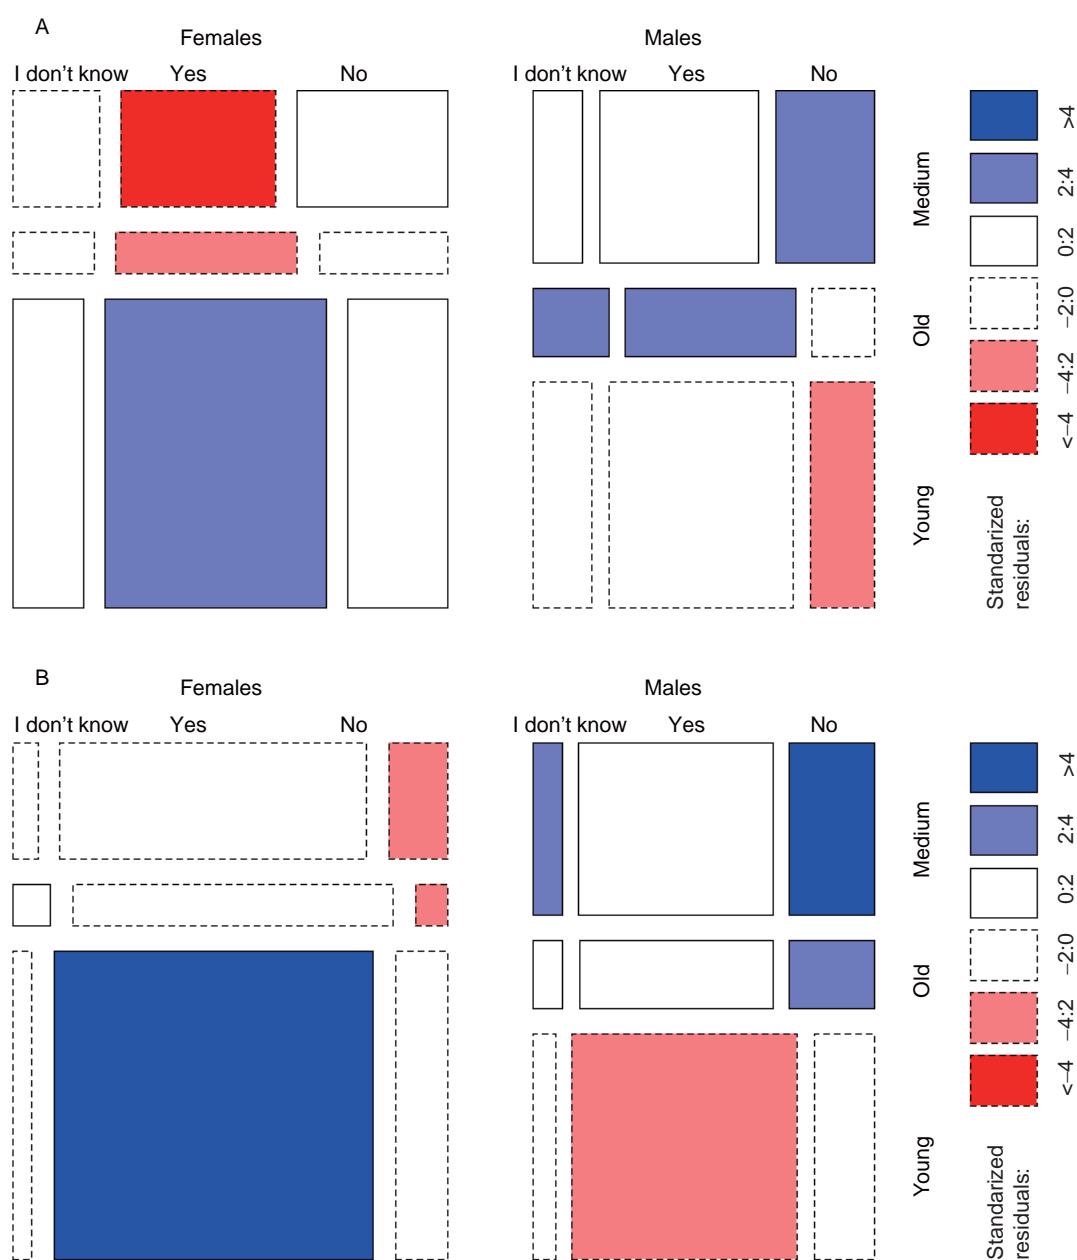 A
Females
Males
I don't know Yes No
I don't know Yes No
Medium
Old
Young
>4
2:4
0:2
−2:0
−4:2
<−4
Standarized
residuals:
B
Females
Males
I don't know Yes No
I don't know Yes No
Medium
Old
Young
>4
2:4
0:2
−2:0
−4:2
<−4
Standarized
residuals: